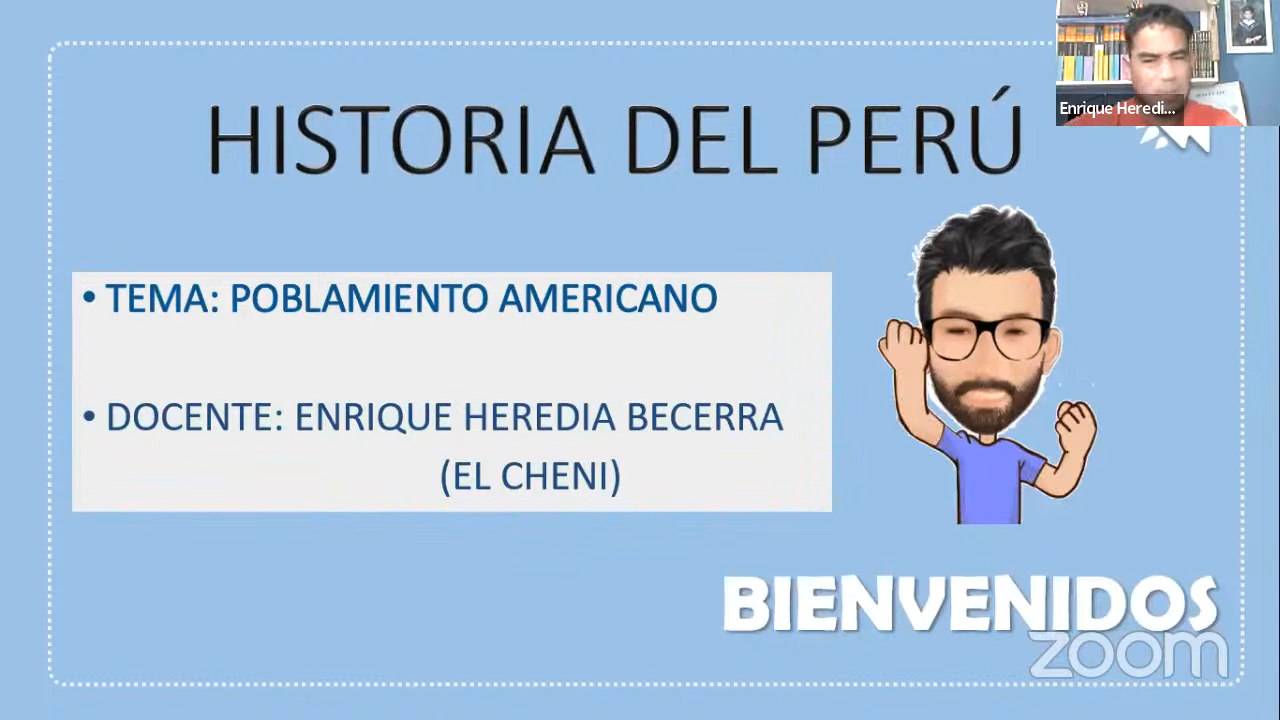 Enrique Heredi...
HISTORIA DEL PERÚ
• TEMA: POBLAMIENTO AMERICANO
• DOCENTE: ENRIQUE HEREDIA BECERRA
(EL CHENI)
BIENVENIDOS
zoom